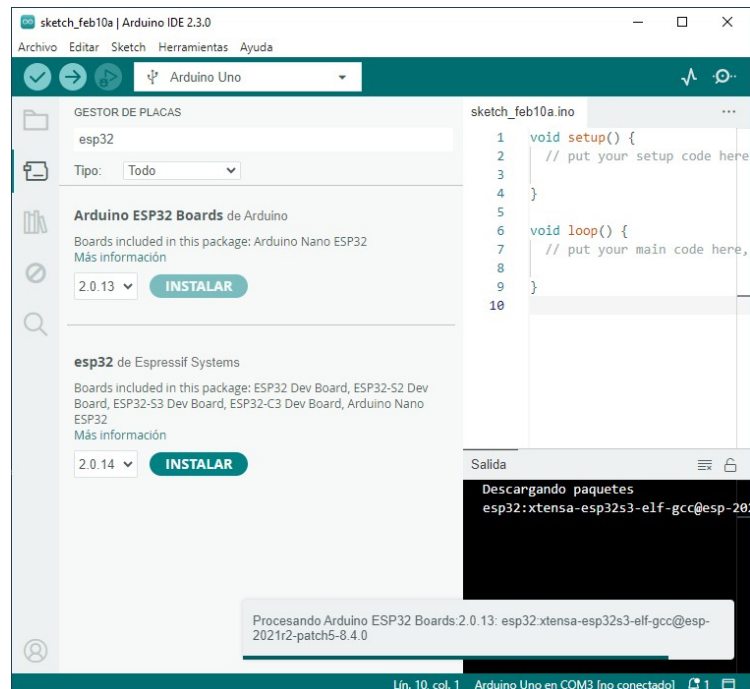 sketch_feb10a | Arduino IDE 2.3.0
Archivo Editar Sketch Herramientas Ayuda
Arduino Uno
GESTOR DE PLACAS
esp32
Tipo: Todo
Arduino ESP32 Boards de Arduino
Boards included in this package: Arduino Nano ESP32
Más información
2.0.13 INSTALAR
esp32 de Espressif Systems
Boards included in this package: ESP32 Dev Board, ESP32-S2 Dev
Board, ESP32-S3 Dev Board, ESP32-C3 Dev Board, Arduino Nano
ESP32
Más información
2.0.14 INSTALAR
sketch_feb10a.ino ...
1 void setup() {
2 // put your setup code here
3
4 }
5
6 void loop() {
7 // put your main code here,
8
9 }
10
Salida
Descargando paquetes
esp32:xtensa-esp32s3-elf-gcc@esp-202
Procesando Arduino ESP32 Boards:2.0.13: esp32:xtensa-esp32s3-elf-gcc@esp-
2021r2-patch5-8.4.0
Lín. 10, col. 1 Arduino Uno en COM3 [no conectado] 1